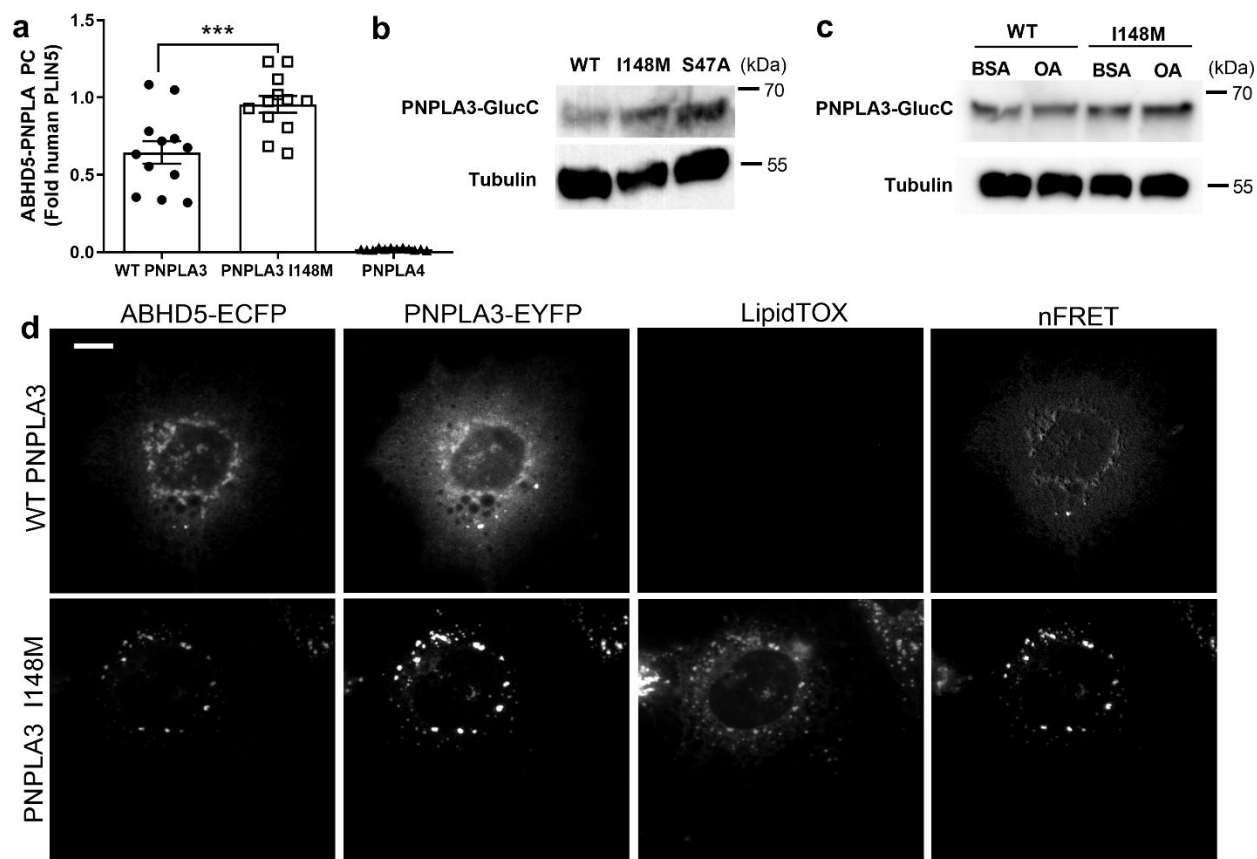 a
ABHD5-PNPLA PC
(Fold human PLIN5)
1.5
1.0
0.5
0.0
***
WT PNPLA3
PNPLA3 I148M
PNPLA4
b
WT I148M S47A (kDa)
PNPLA3-GlucC
70
Tubulin
55
c
WT I148M
BSA OA BSA OA (kDa)
PNPLA3-GlucC
70
Tubulin
55
d
ABHD5-ECFP PNPLA3-EYFP LipidTOX nFRET
WT PNPLA3
PNPLA3 I148M